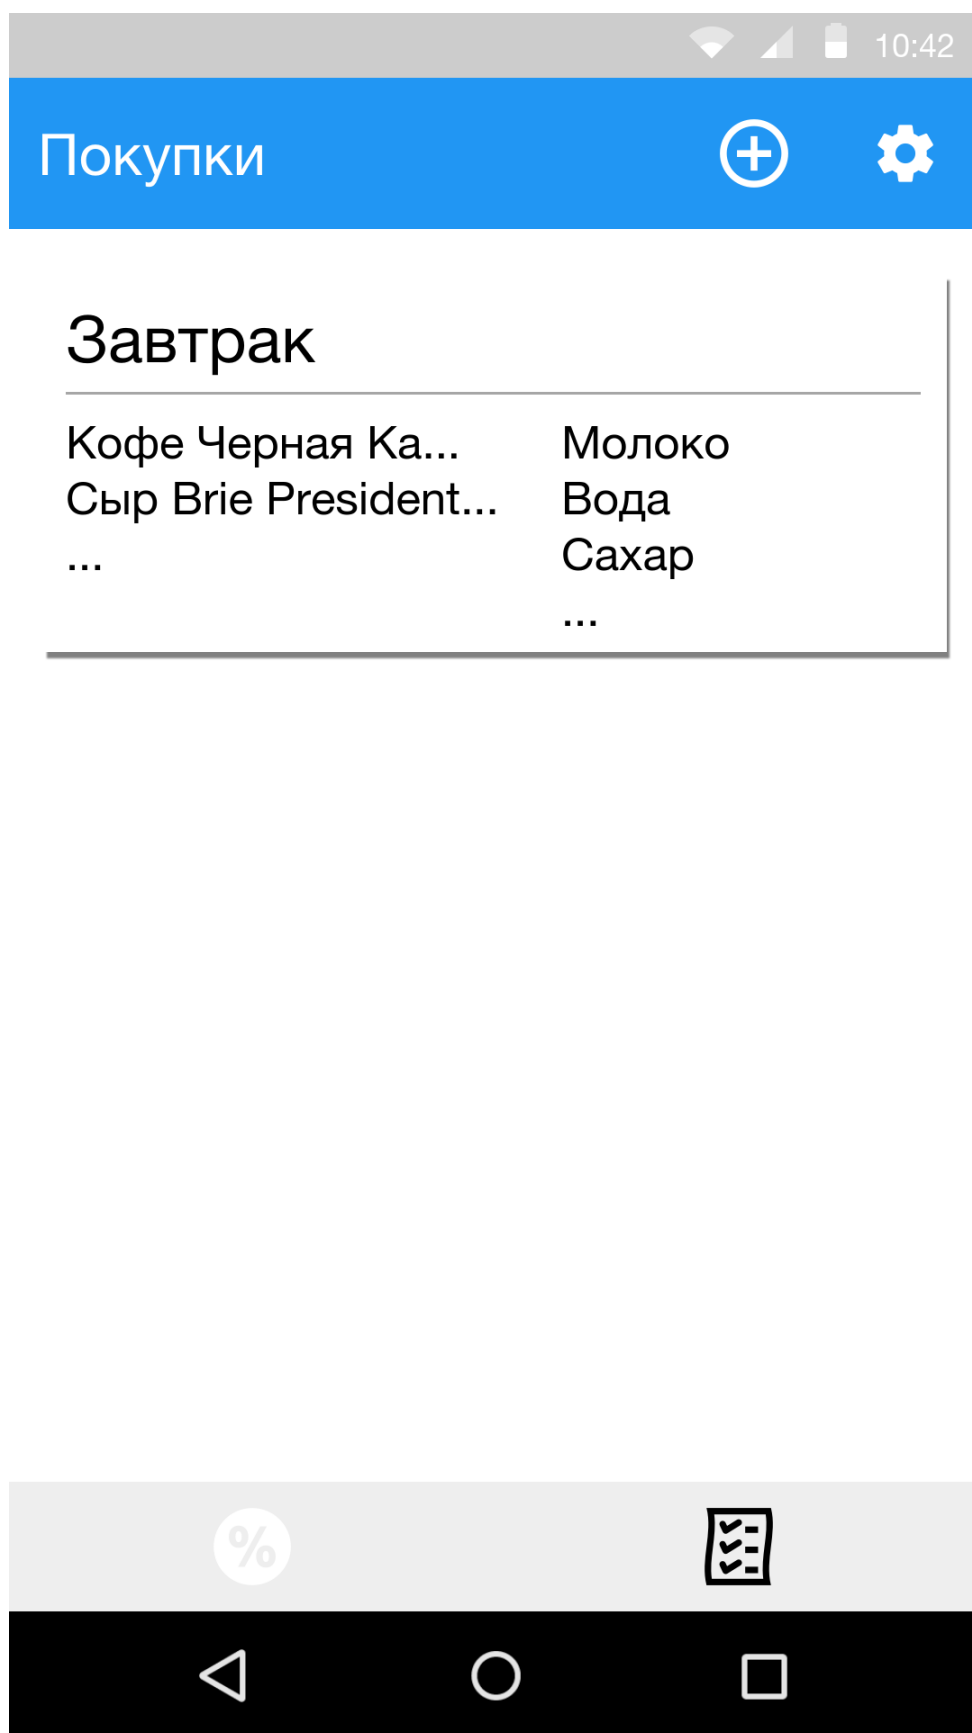 10:42
Покупки
Завтрак
Кофе Черная Ка...
Сыр Brie President...
...
Молоко
Вода
Сахар
...
%